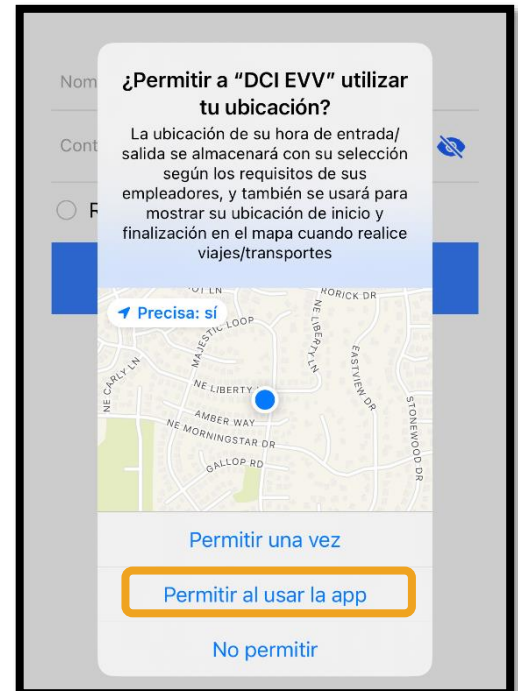 ¿Permitir a “DCI EVV” utilizar
tu ubicación?
La ubicación de su hora de entrada/
salida se almacenará con su selección
según los requisitos de sus
empleadores, y también se usará para
mostrar su ubicación de inicio y
finalización en el mapa cuando realice
viajes/transportes
Nom
Cont
R
Precisa: sí
RORICK DR
MAJESTIC LOOP
NE LIBERTY LN
EASTVIEW DR
NE CARLY LN
NE LIBERTY
STONEWOOD DR
AMBER WAY
NE MORNINGSTAR DR
GALLOP RD
Permitir una vez
Permitir al usar la app
No permitir